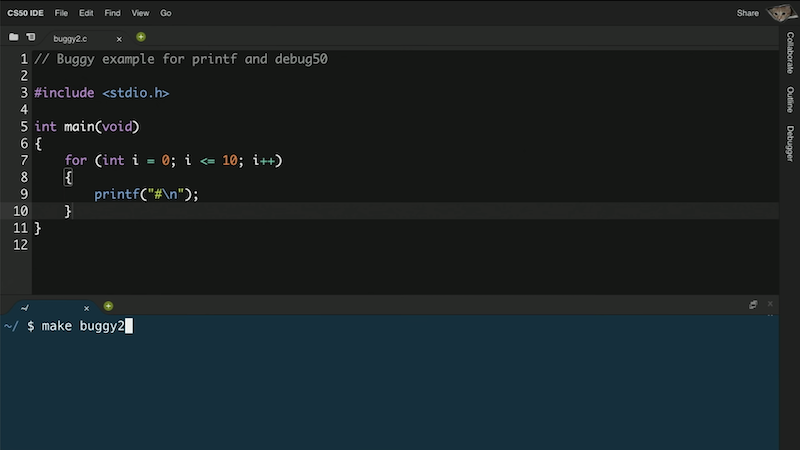 CS50 IDE File Edit Find View Go Share
buggy2.c
1 // Buggy example for printf and debug50
2
3 #include <stdio.h>
4
5 int main(void)
6 {
7 for (int i = 0; i <= 10; i++)
8 {
9 printf("#\n");
10 }
11 }
12
~/
~/ $ make buggy2
Collaborate
Outline
Debugger